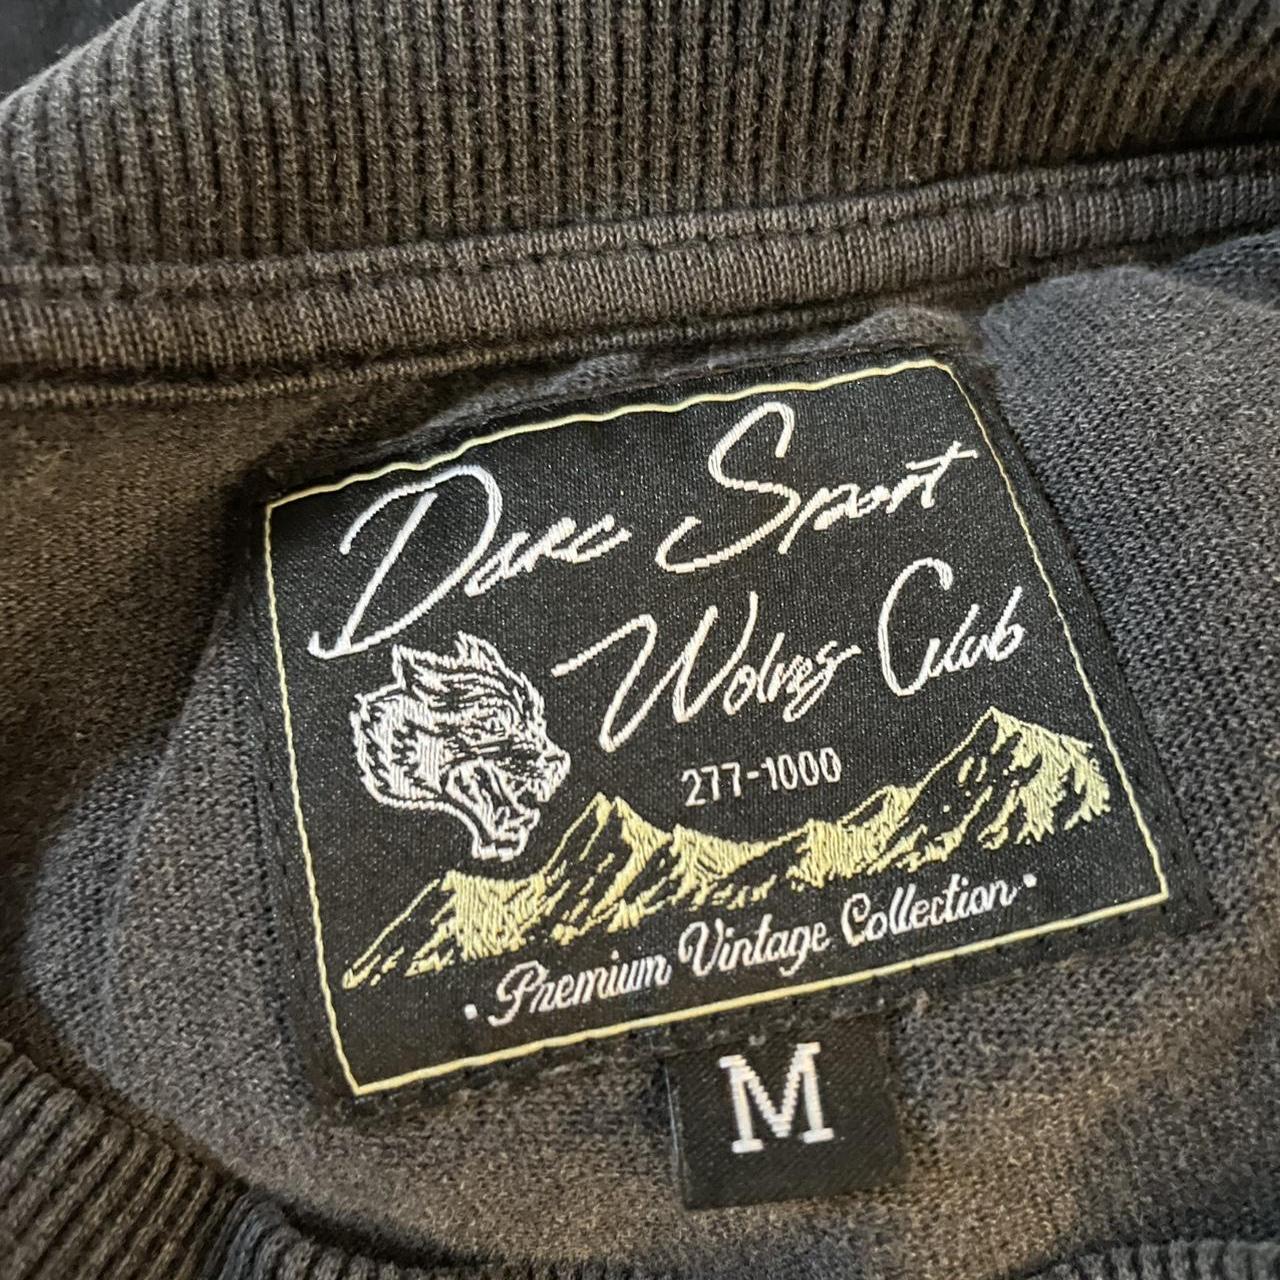 Darc Sport
Wolves Club
277-1000
· Premium Vintage Collection ·
M